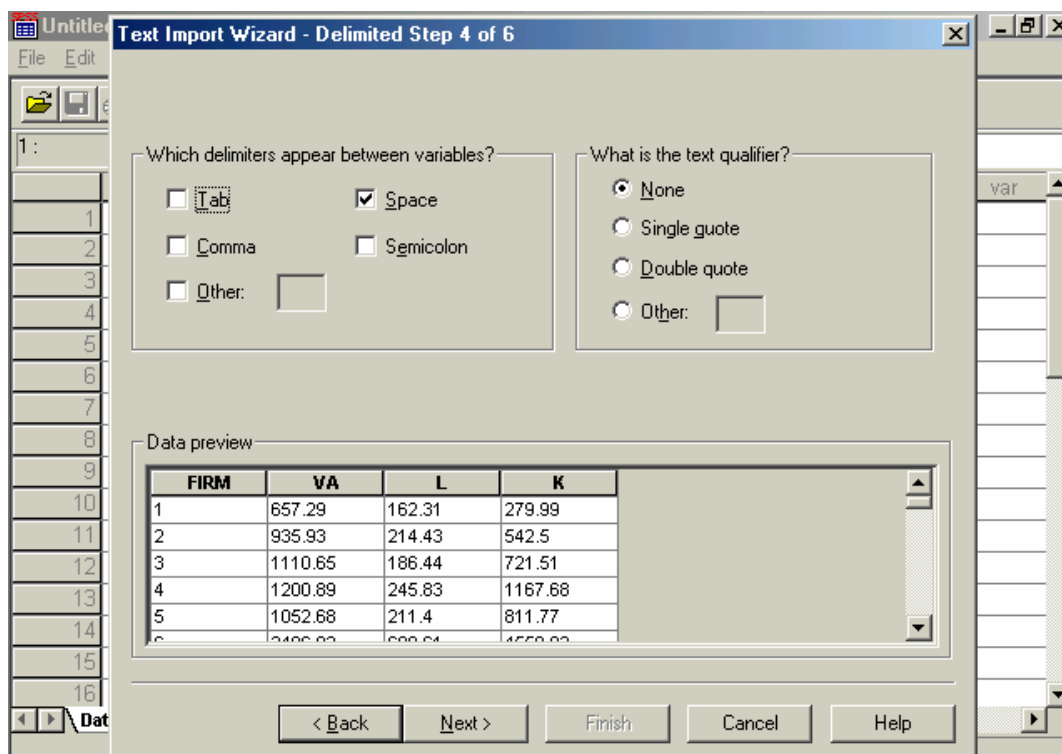 Untitled
Text Import Wizard - Delimited Step 4 of 6
File Edit
1 :
var
Which delimiters appear between variables?
Tab
Space
Comma
Semicolon
Other:
What is the text qualifier?
None
Single quote
Double quote
Other:
1
2
3
4
5
6
7
8
9
10
11
12
13
14
15
16
Data preview
FIRM VA L K
1 657.29 162.31 279.99
2 935.93 214.43 542.5
3 1110.65 186.44 721.51
4 1200.89 245.83 1167.68
5 1052.68 211.4 811.77
Dat
< Back Next > Finish Cancel Help